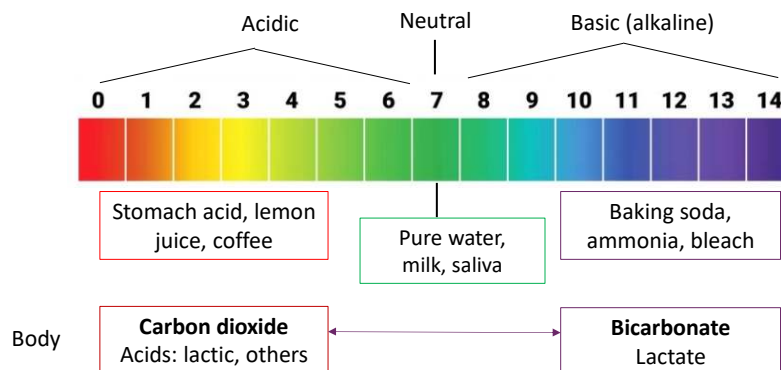 Acidic Neutral Basic (alkaline)
0 1 2 3 4 5 6 7 8 9 10 11 12 13 14
Stomach acid, lemon
juice, coffee
Pure water,
milk, saliva
Baking soda,
ammonia, bleach
Body
Carbon dioxide
Acids: lactic, others
Bicarbonate
Lactate